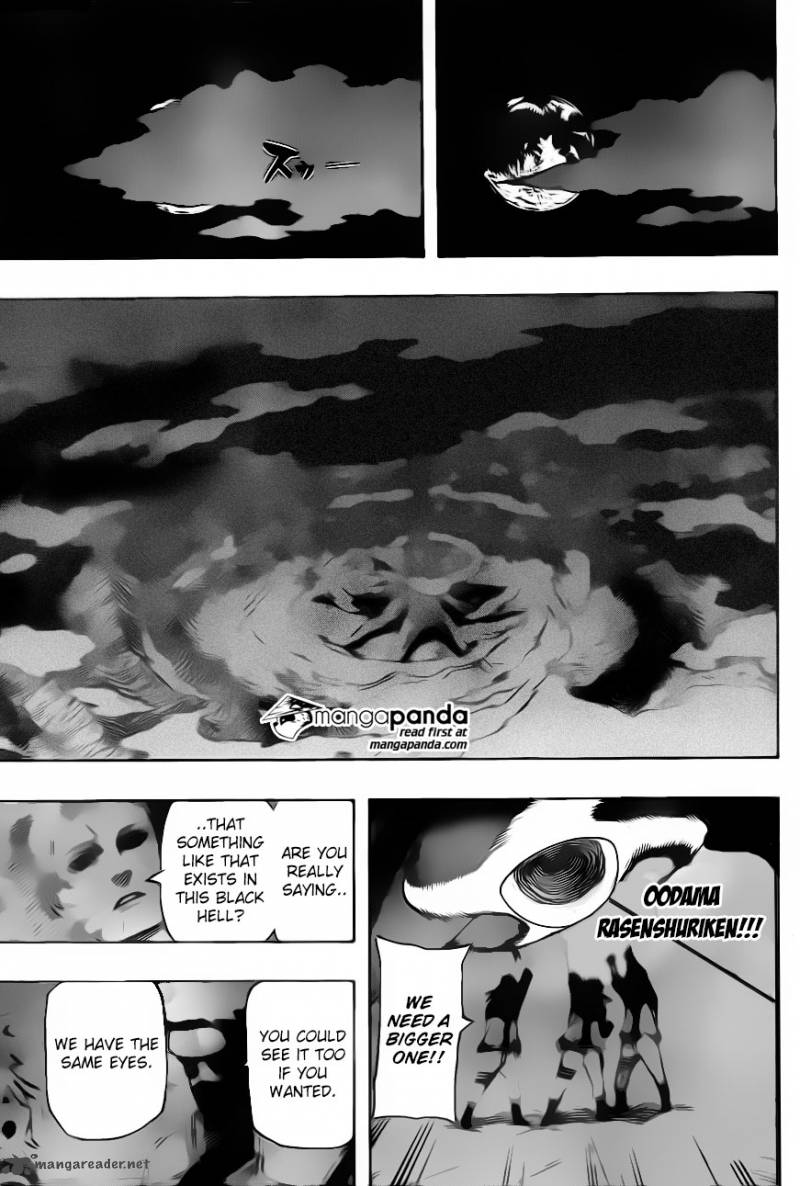 ズッ
mangapanda
read first at
mangapanda.com
OODAMA
RASENSHURIKEN!!!
WE
NEED A
BIGGER
ONE!!
ARE YOU
REALLY
SAYING..
..THAT
SOMETHING
LIKE THAT
EXISTS IN
THIS BLACK
HELL?
YOU COULD
SEE IT TOO
IF YOU
WANTED.
WE HAVE THE
SAME EYES.
mangareader.net